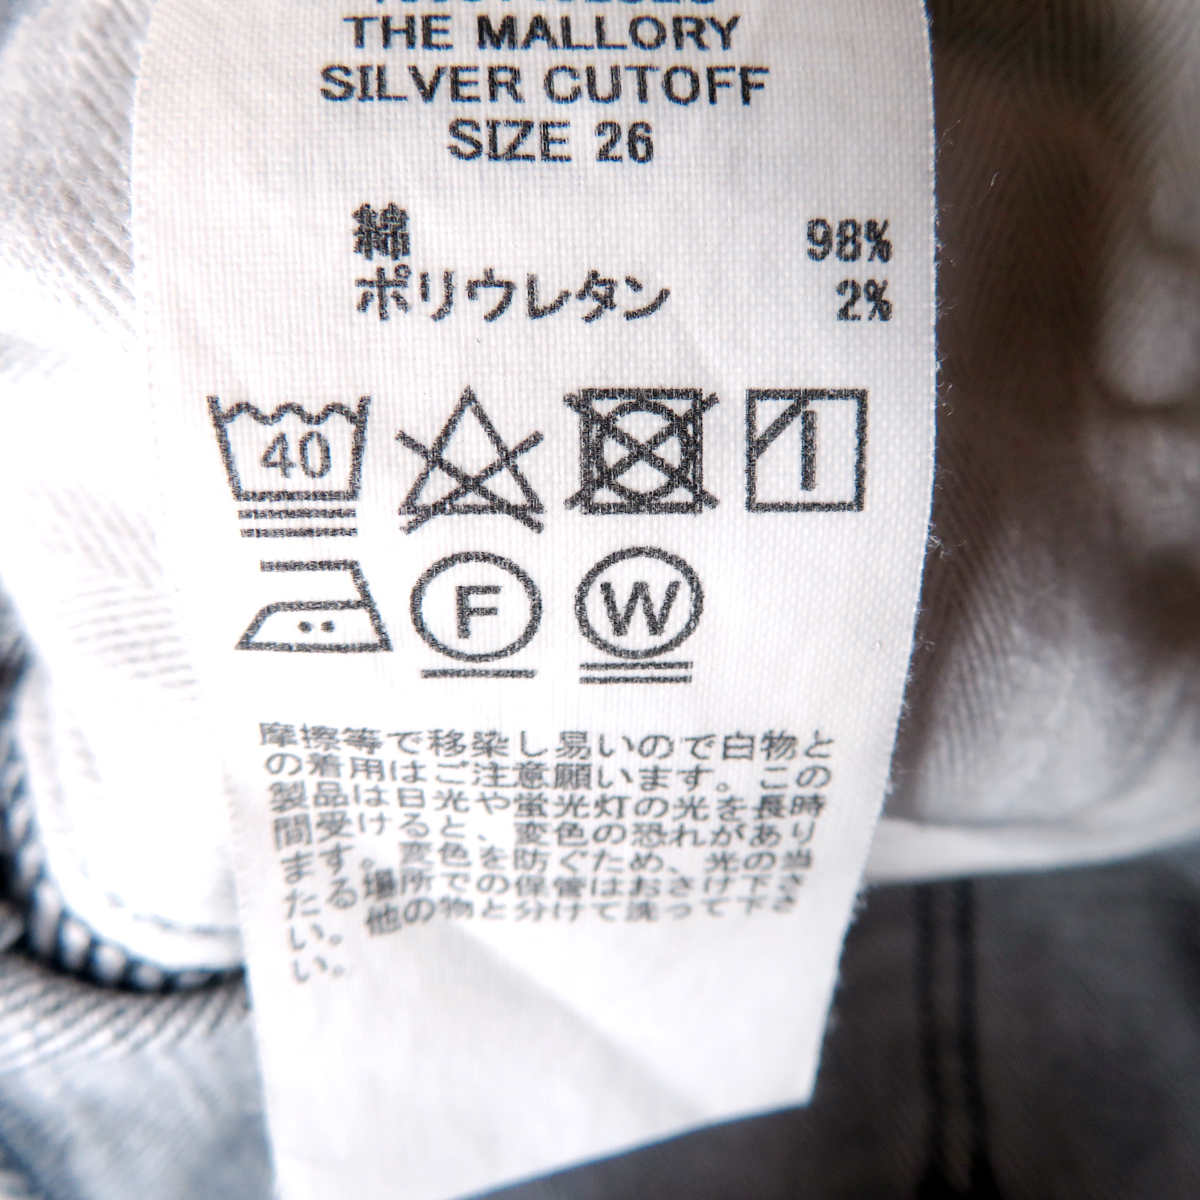 THE MALLORY
SILVER CUTOFF
SIZE 26
綿 98%
ポリウレタン 2%
40
F
W
摩擦等で移染し易いので白物と
の着用はご注意願います。この
製品は日光や蛍光灯の光を長時
間受けると、変色の恐れがあり
ます。変色を防ぐため、光の当
たる場所での保管はおさけ下さ
い。他の物と分けて洗って下さ
い。